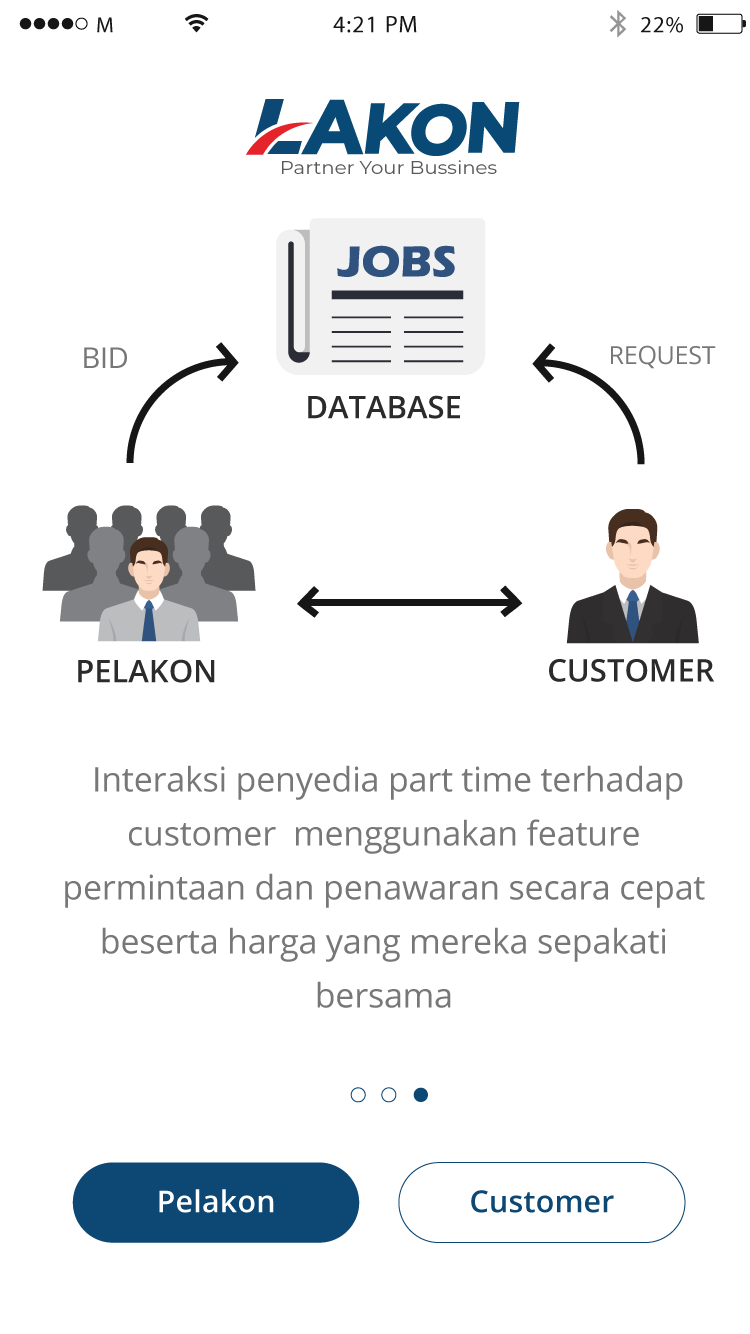 M 4:21 PM 22%
LAKON
Partner Your Bussines
JOBS
BID
REQUEST
DATABASE
PELAKON
CUSTOMER
Interaksi penyedia part time terhadap
customer menggunakan feature
permintaan dan penawaran secara cepat
beserta harga yang mereka sepakati
bersama
Pelakon
Customer